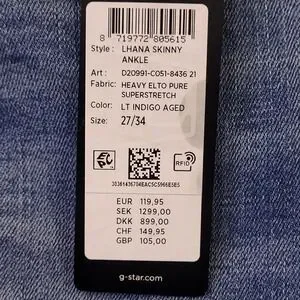 8 719772 805615
Style : LHANA SKINNY
ANKLE
Art : D20991-C051-8436 21
Fabric: HEAVY ELTO PURE
SUPERSTRETCH
Color: LT INDIGO AGED
Size: 27/34
RFID
EUR 119,95
SEK 1299,00
DKK 899,00
CHF 149,95
GBP 105,00
g-star.com